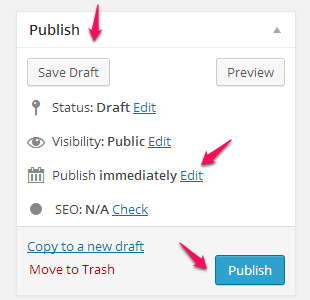 Publish
Save Draft Preview
Status: Draft Edit
Visibility: Public Edit
Publish immediately Edit
SEO: N/A Check
Copy to a new draft
Move to Trash Publish